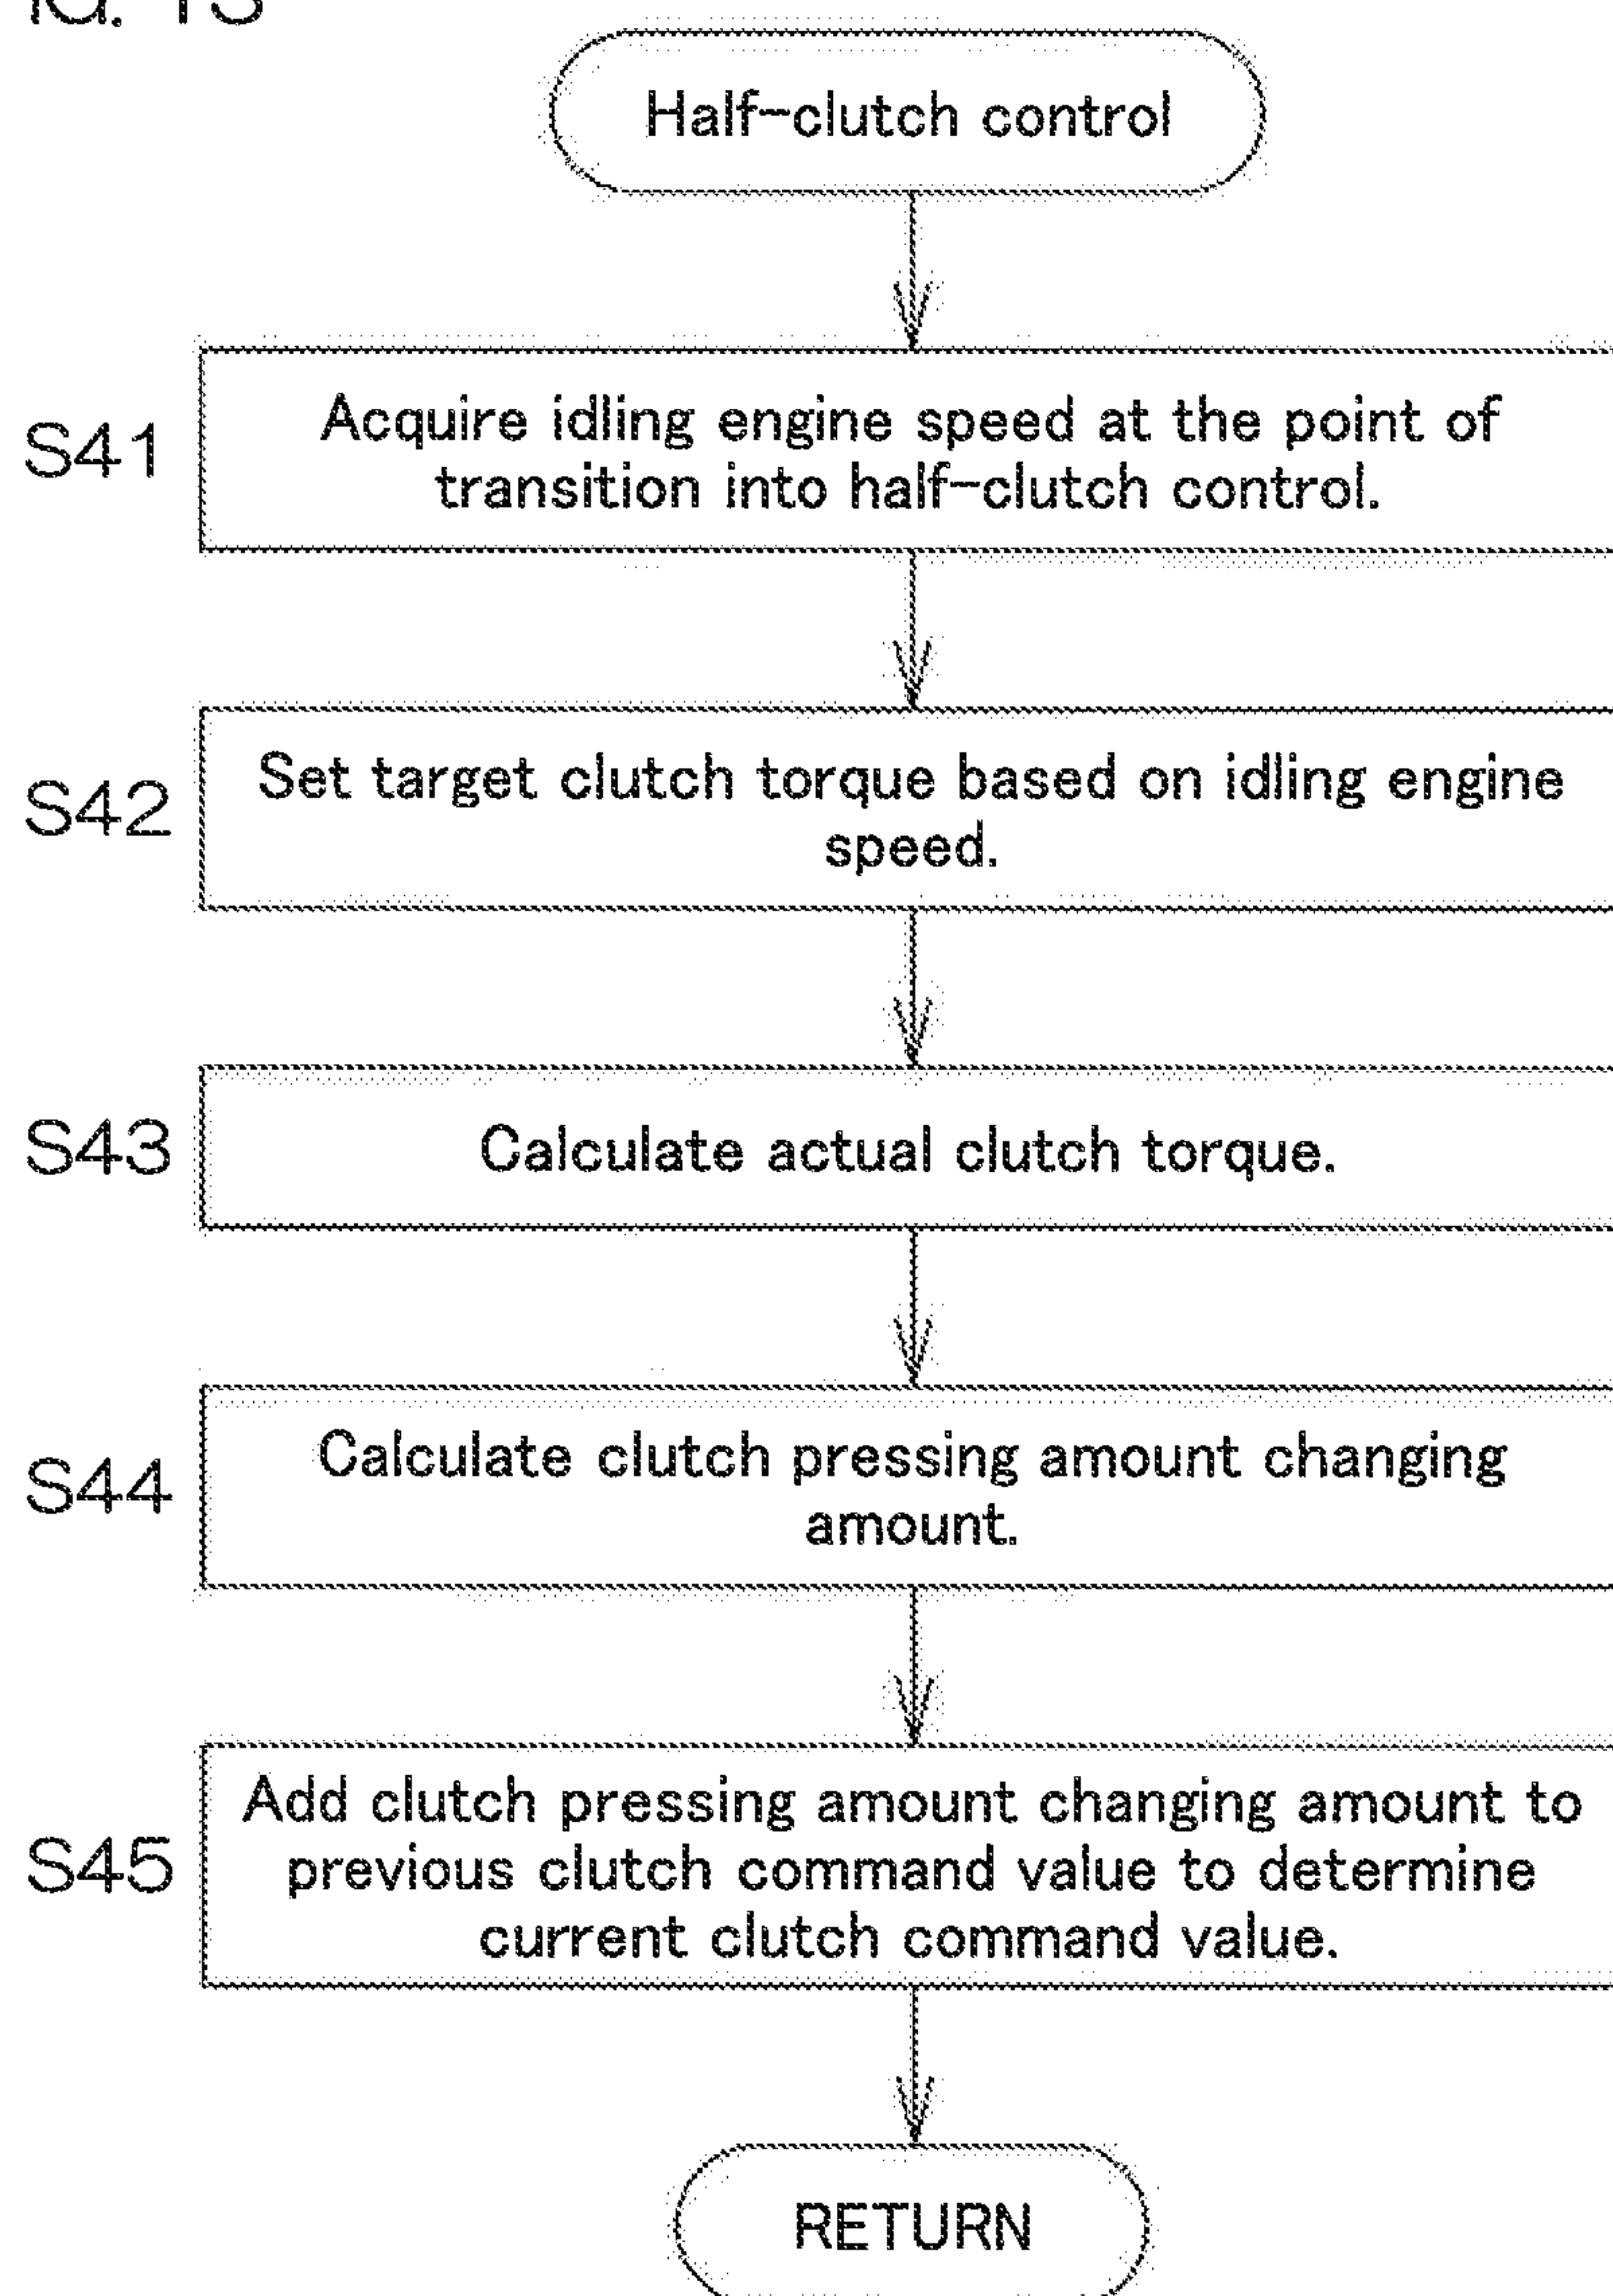 Half-clutch control
S41
Acquire idling engine speed at the point of
transition into half-clutch control.
S42
Set target clutch torque based on idling engine
speed.
S43
Calculate actual clutch torque.
S44
Calculate clutch pressing amount changing
amount.
S45
Add clutch pressing amount changing amount to
previous clutch command value to determine
current clutch command value.
RETURN